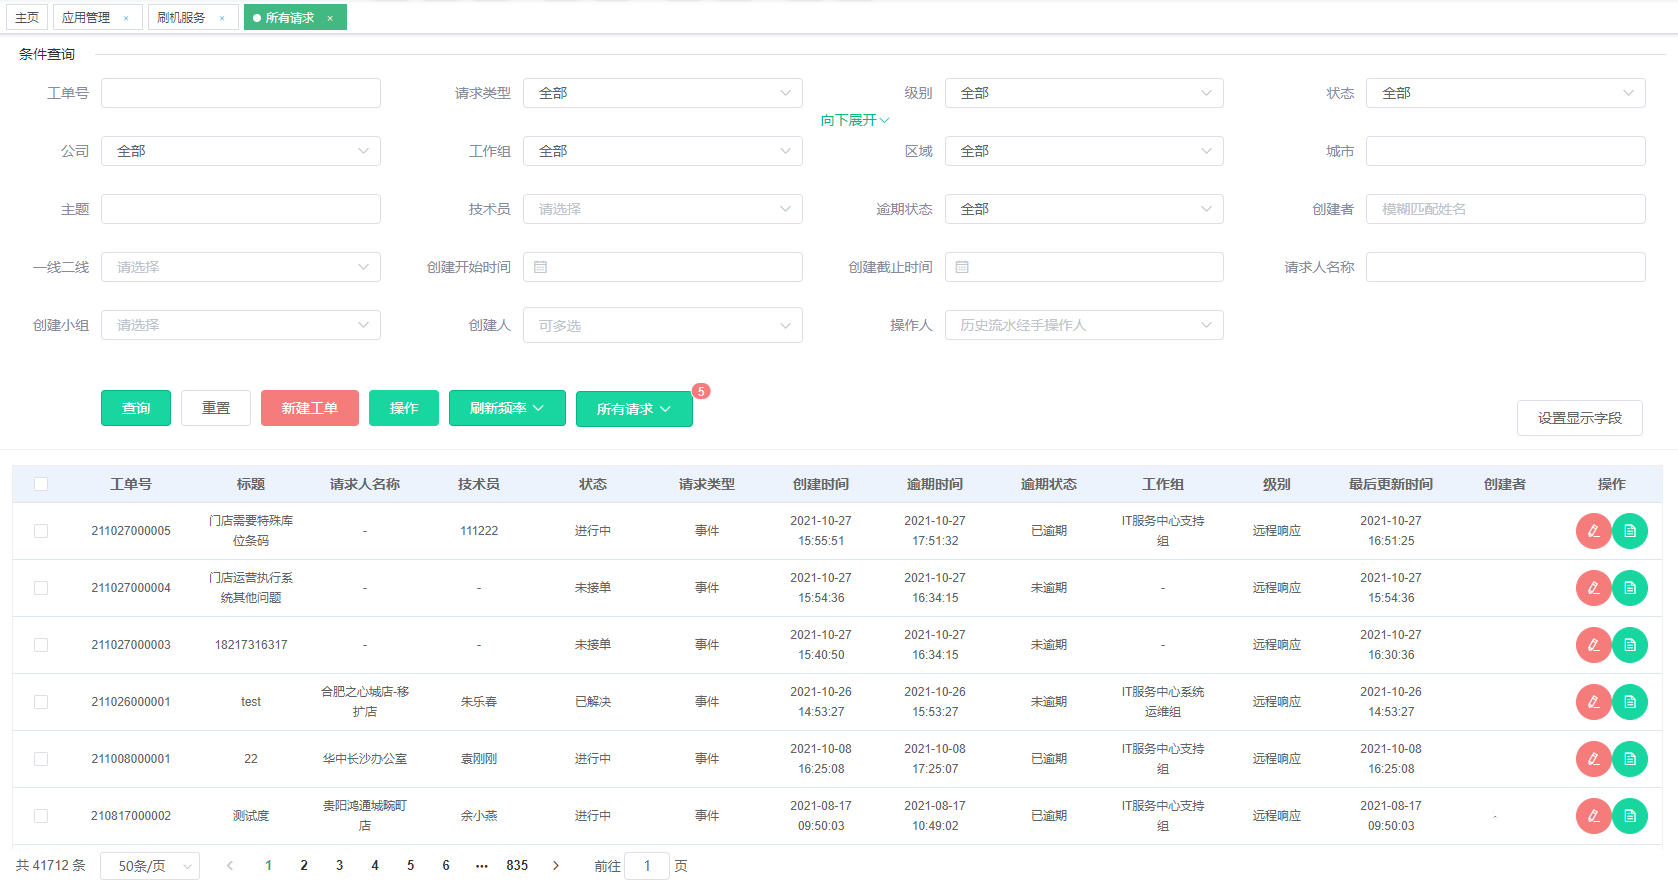 主页 应用管理 × 刷机服务 × 所有请求 ×
条件查询
工单号 请求类型 全部 级别 全部 状态 全部
向下展开
公司 全部 工作组 全部 区域 全部 城市
主题 技术员 请选择 逾期状态 全部 创建者 模糊匹配姓名
一线二线 请选择 创建开始时间 创建截止时间 请求人名称
创建小组 请选择 创建人 可多选 操作人 历史流水经手操作人
5
查询 重置 新建工单 操作 刷新频率 所有请求
设置显示字段
工单号 标题 请求人名称 技术员 状态 请求类型 创建时间 逾期时间 逾期状态 工作组 级别 最后更新时间 创建者 操作
门店需要特殊库 2021-10-27 2021-10-27 IT服务中心支持 2021-10-27
211027000005 - 111222 进行中 事件 已逾期 远程响应
位条码 15:55:51 17:51:32 组 16:51:25
门店运营执行系 2021-10-27 2021-10-27 2021-10-27
211027000004 - - 未接单 事件 未逾期 - 远程响应
统其他问题 15:54:36 16:34:15 15:54:36
2021-10-27 2021-10-27 2021-10-27
211027000003 18217316317 - - 未接单 事件 未逾期 - 远程响应
15:40:50 16:34:15 16:30:36
合肥之心城店-移 2021-10-26 2021-10-26 IT服务中心系统 2021-10-26
211026000001 test 朱乐春 已解决 事件 未逾期 远程响应
扩店 14:53:27 15:53:27 运维组 14:53:27
2021-10-08 2021-10-08 IT服务中心支持 2021-10-08
211008000001 22 华中长沙办公室 袁刚刚 进行中 事件 已逾期 远程响应
16:25:08 17:25:07 组 16:25:08
贵阳鸿通城畹町 2021-08-17 2021-08-17 IT服务中心支持 2021-08-17
210817000002 测试度 余小燕 进行中 事件 已逾期 远程响应
店 09:50:03 10:49:02 组 09:50:03
共 41712 条 50条/页 1 2 3 4 5 6 ••• 835 前往 1 页